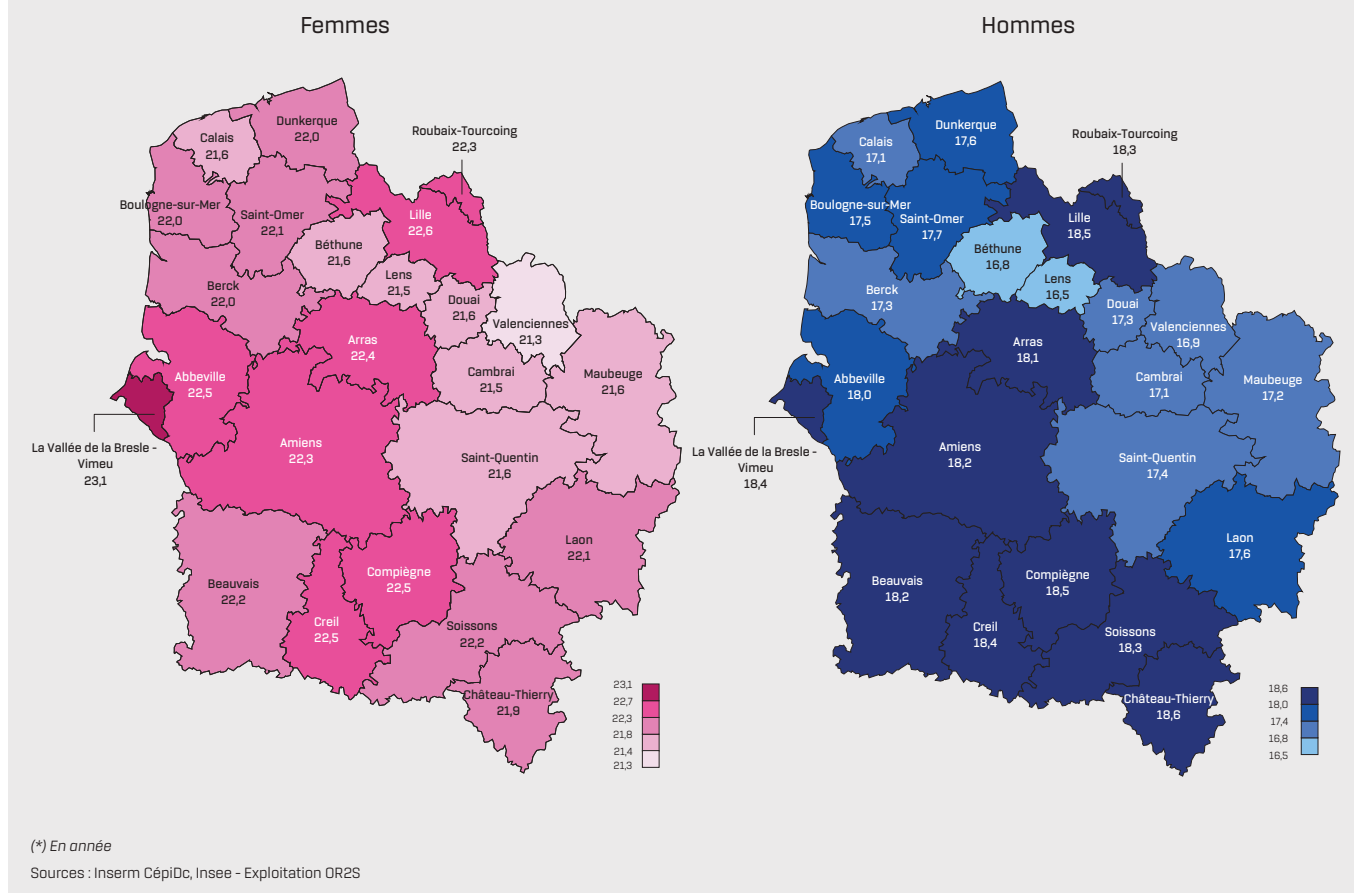 Femmes
Dunkerque
22,0
Calais
21,6
Roubaix-Tourcoing
22,3
Boulogne-sur-Mer
22,0
Saint-Omer
22,1
Lille
22,6
Béthune
21,6
Lens
21,5
Berck
22,0
Douai
21,6
Valenciennes
21,3
Arras
22,4
Cambrai
21,5
Maubeuge
21,6
Abbeville
22,5
La Vallée de la Bresle -
Vimeu
23,1
Amiens
22,3
Saint-Quentin
21,6
Laon
22,1
Beauvais
22,2
Compiègne
22,5
Creil
22,5
Soissons
22,2
Château-Thierry
21,9
23,1
22,7
22,3
21,8
21,4
21,3
Hommes
Dunkerque
17,6
Calais
17,1
Roubaix-Tourcoing
18,3
Boulogne-sur-Mer
17,5
Saint-Omer
17,7
Lille
18,5
Béthune
16,8
Lens
16,5
Berck
17,3
Douai
17,3
Valenciennes
16,9
Arras
18,1
Cambrai
17,1
Maubeuge
17,2
Abbeville
18,0
La Vallée de la Bresle -
Vimeu
18,4
Amiens
18,2
Saint-Quentin
17,4
Laon
17,6
Beauvais
18,2
Compiègne
18,5
Creil
18,4
Soissons
18,3
Château-Thierry
18,6
18,6
18,0
17,4
16,8
16,5
(*) En année
Sources : Inserm CépiDc, Insee - Exploitation OR2S